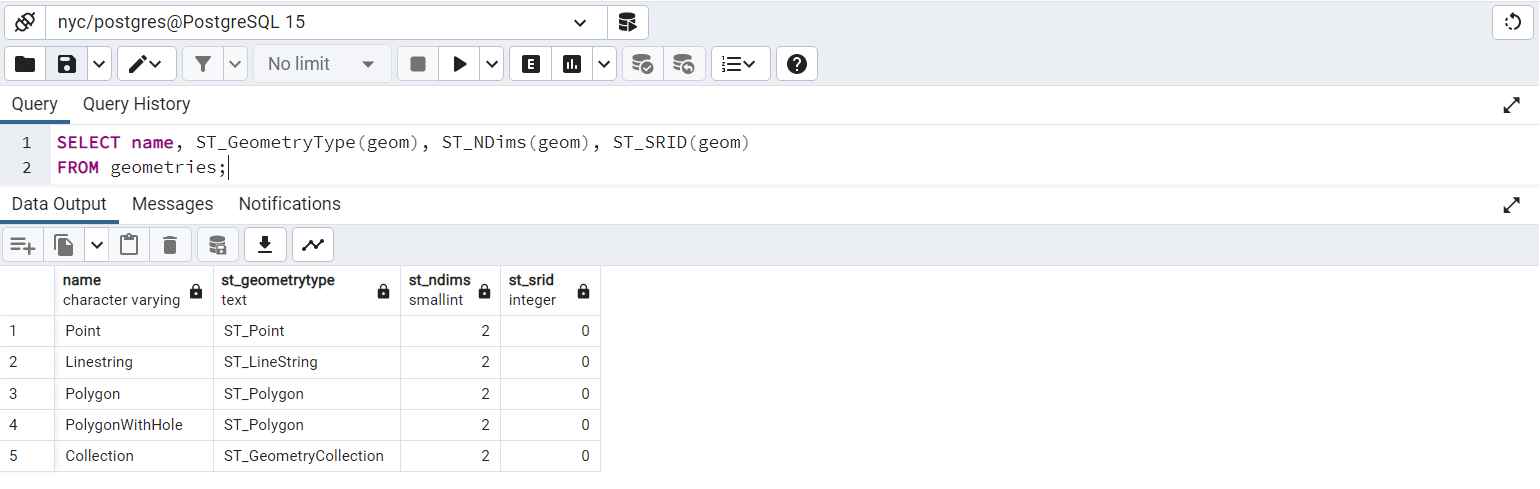 nyc/postgres@PostgreSQL 15
No limit
E
Query Query History
1 SELECT name, ST_GeometryType(geom), ST_NDims(geom), ST_SRID(geom)
2 FROM geometries;
Data Output Messages Notifications
name st_geometrytype st_ndims st_srid
character varying text smallint integer
1 Point ST_Point 2 0
2 Linestring ST_LineString 2 0
3 Polygon ST_Polygon 2 0
4 PolygonWithHole ST_Polygon 2 0
5 Collection ST_GeometryCollection 2 0